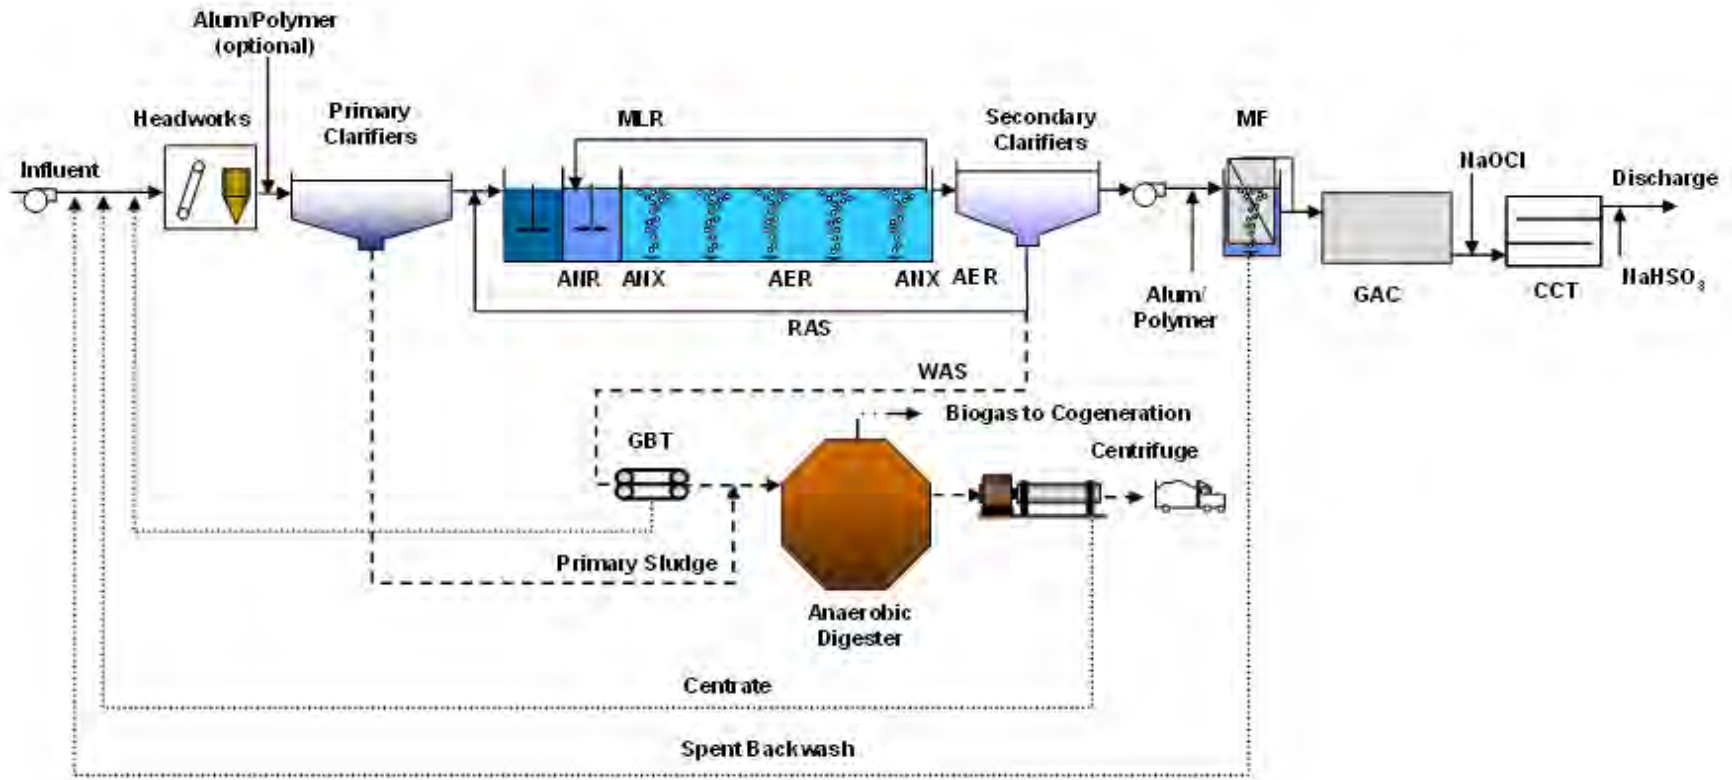 Alum/Polymer
(optional)
Headworks
Primary
Clarifiers
MLR
Secondary
Clarifiers
MF
Influent
NaOCl
Discharge
ANR
ANX
AER
ANX
AER
Alum/
Polymer
GAC
CCT
NaHSO3
RAS
WAS
Biogas to Cogeneration
GBT
Centrifuge
Primary Sludge
Anaerobic
Digester
Centrate
Spent Backwash